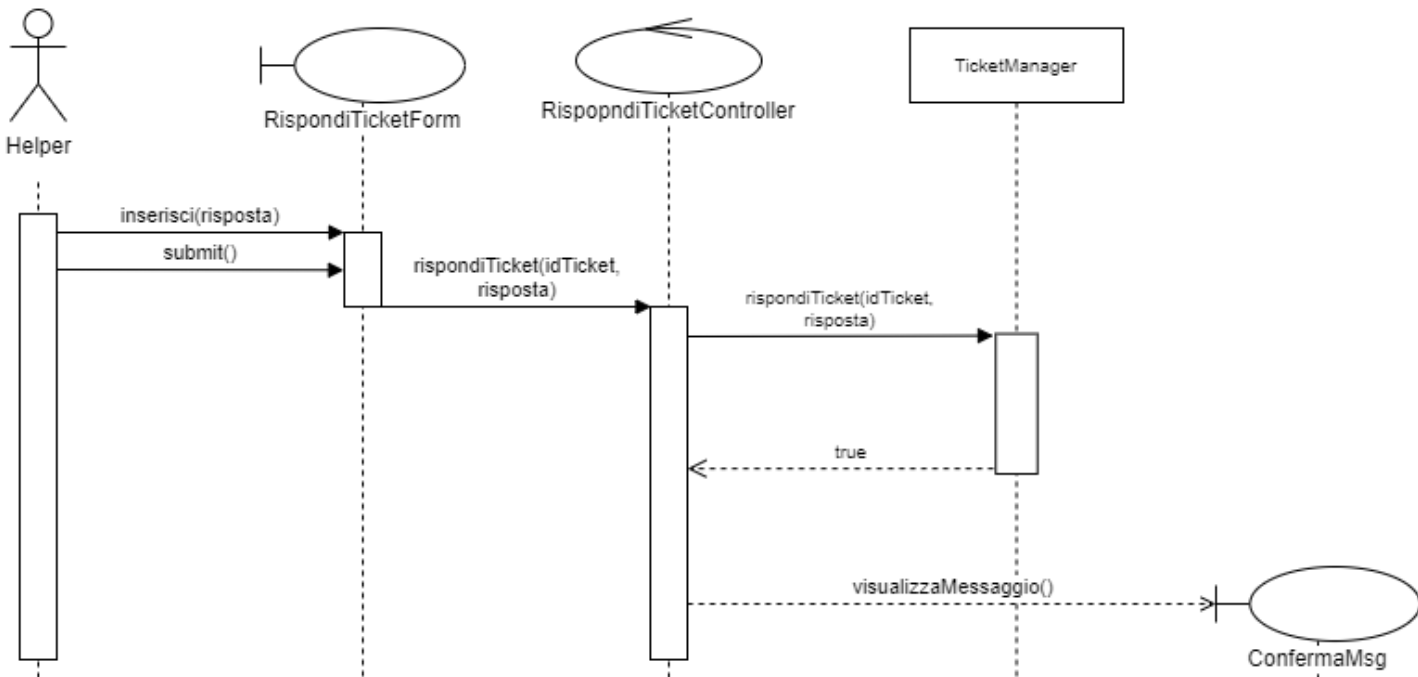 TicketManager
RispopndiTicketController
RispondiTicketForm
Helper
inserisci(risposta)
submit()
rispondiTicket(idTicket,
risposta)
rispondiTicket(idTicket,
risposta)
true
visualizzaMessaggio()
ConfermaMsg